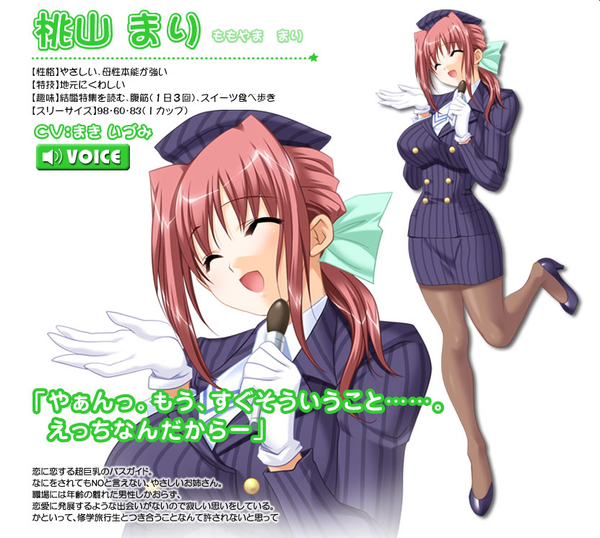 桃山 まり ももやま まり
【性格】やさしい、母性本能が強い
【特技】地元にくわしい
【趣味】結婚特集を読む、腹筋(1日3回)、スイーツ食べ歩き
【スリーサイズ】98・60・83(Iカップ)
CV:まき いづみ
VOICE
「やぁんっ。もう、すぐそういうこと……。
えっちなんだからー」
恋に恋する超巨乳のバスガイド。
なにをされてもNOと言えない、やさしいお姉さん。
職場には年齢の離れた男性しかおらず、
恋愛に発展するような出会いがないので寂しい思いをしている。
かといって、修学旅行生とつき合うことなんて許されないと思って